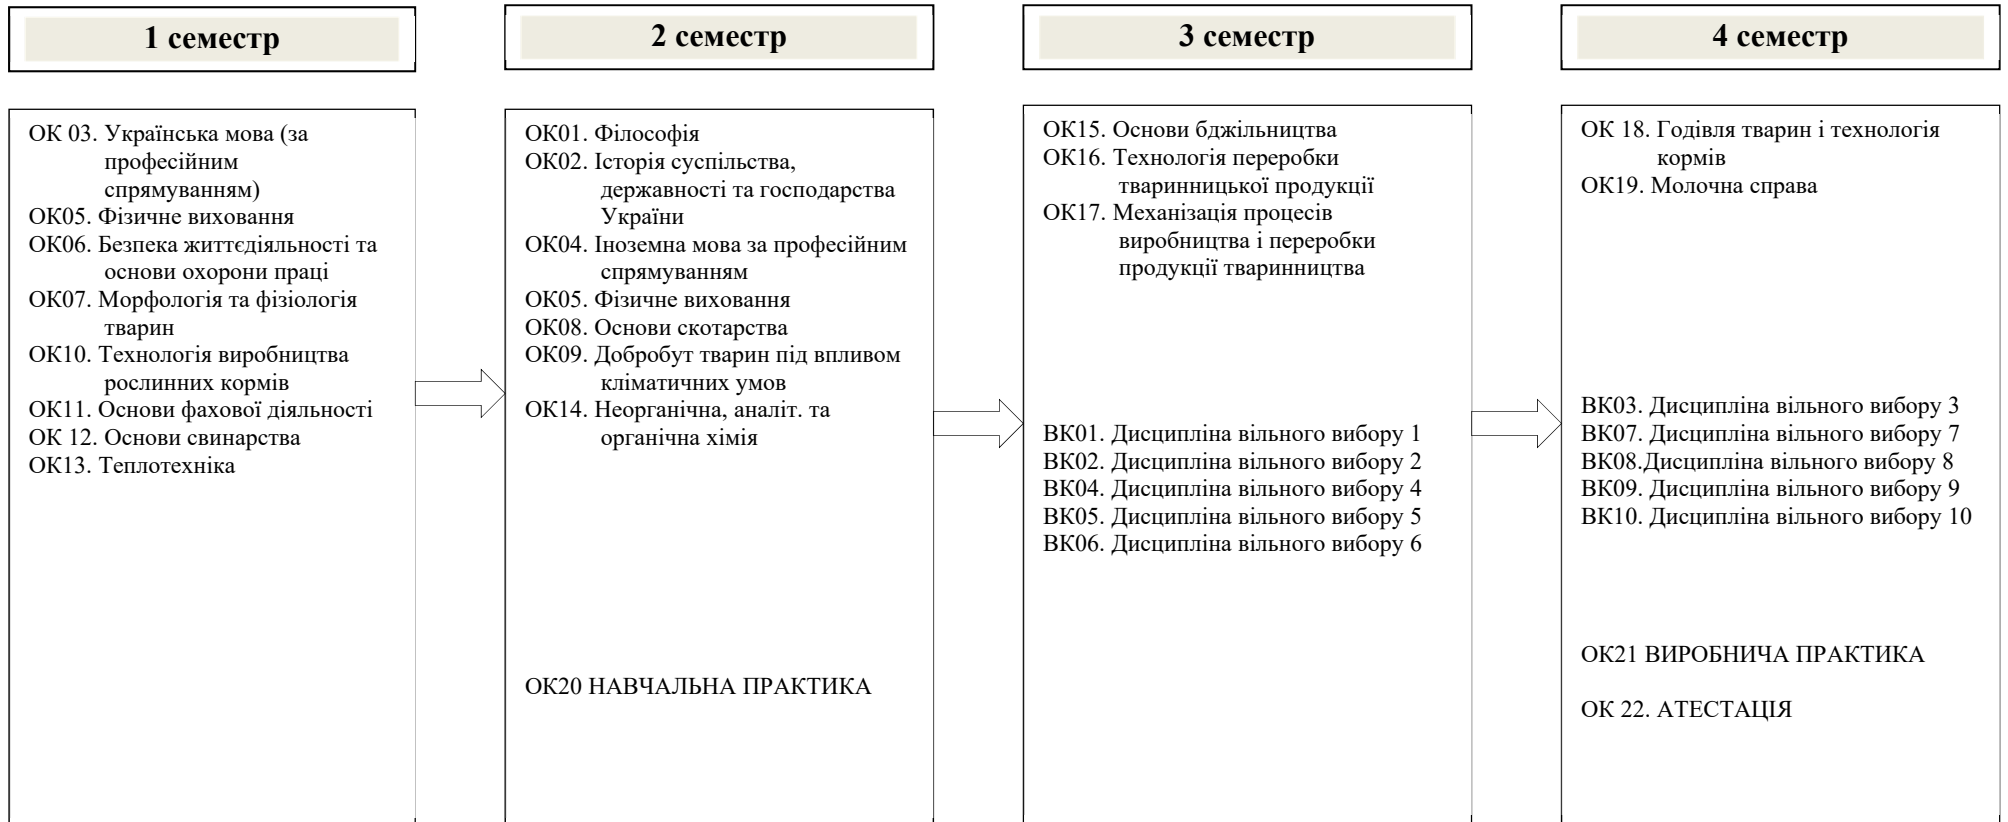 1 семестр
ОК 03. Українська мова (за
професійним
спрямуванням)
ОК05. Фізичне виховання
ОК06. Безпека життєдіяльності та
основи охорони праці
ОК07. Морфологія та фізіологія
тварин
ОК10. Технологія виробництва
рослинних кормів
ОК11. Основи фахової діяльності
ОК 12. Основи свинарства
ОК13. Теплотехніка
2 семестр
ОК01. Філософія
ОК02. Історія суспільства,
державності та господарства
України
ОК04. Іноземна мова за професійним
спрямуванням
ОК05. Фізичне виховання
ОК08. Основи скотарства
ОК09. Добробут тварин під впливом
кліматичних умов
ОК14. Неорганічна, аналіт. та
органічна хімія
ОК20 НАВЧАЛЬНА ПРАКТИКА
3 семестр
ОК15. Основи бджільництва
ОК16. Технологія переробки
тваринницької продукції
ОК17. Механізація процесів
виробництва і переробки
продукції тваринництва
ВК01. Дисципліна вільного вибору 1
ВК02. Дисципліна вільного вибору 2
ВК04. Дисципліна вільного вибору 4
ВК05. Дисципліна вільного вибору 5
ВК06. Дисципліна вільного вибору 6
4 семестр
ОК 18. Годівля тварин і технологія
кормів
ОК19. Молочна справа
ВК03. Дисципліна вільного вибору 3
ВК07. Дисципліна вільного вибору 7
ВК08.Дисципліна вільного вибору 8
ВК09. Дисципліна вільного вибору 9
ВК10. Дисципліна вільного вибору 10
ОК21 ВИРОБНИЧА ПРАКТИКА
ОК 22. АТЕСТАЦІЯ